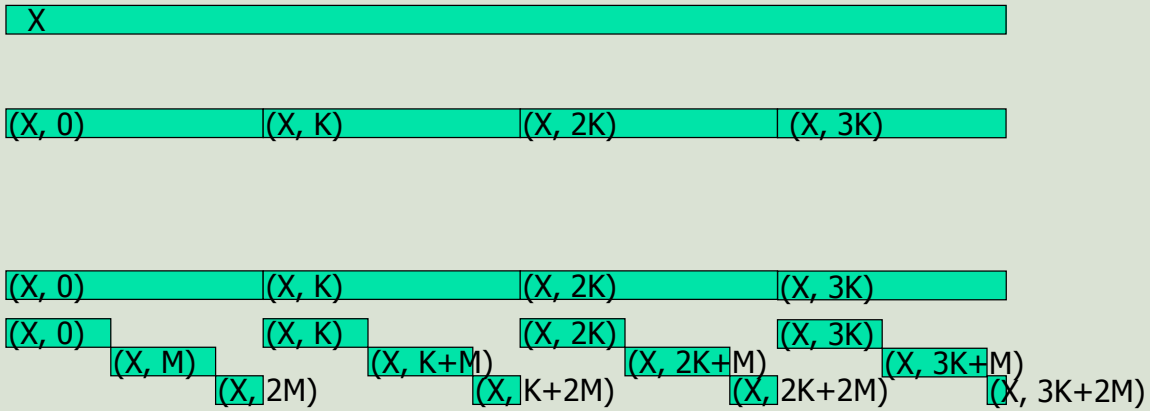 X
(X, 0) (X, K) (X, 2K) (X, 3K)
(X, 0) (X, K) (X, 2K) (X, 3K)
(X, 0) (X, K) (X, 2K) (X, 3K)
(X, M) (X, K+M) (X, 2K+M) (X, 3K+M)
(X, 2M) (X, K+2M) (X, 2K+2M) (X, 3K+2M)